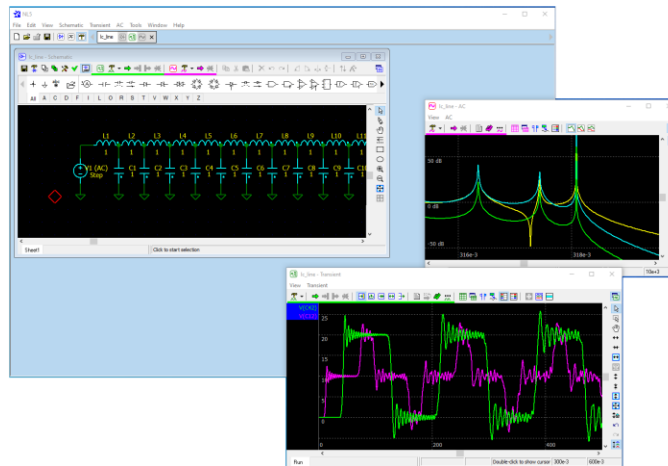 NL5
File Edit View Schematic Transient AC Tools Window Help
lc_line
lc_line - Schematic
All A C D F I L O R S T V W X Y Z
L1 L2 L3 L4 L5 L6 L7 L8 L9 L10 L11
1 1 1 1 1 1 1 1 1 1 1
V1 (AC)
Step
C1 C2 C3 C4 C5 C6 C7 C8 C9
1 1 1 1 1 1 1 1 1
Sheet1
Click to start selection
lc_line - AC
View AC
50 dB
0 dB
-50 dB
316e-3 318e-3
10e+3
lc_line - Transient
View Transient
25
20
15
10
5
0
0 200 400
Run
Double-click to show cursor 300e-3 600e-3